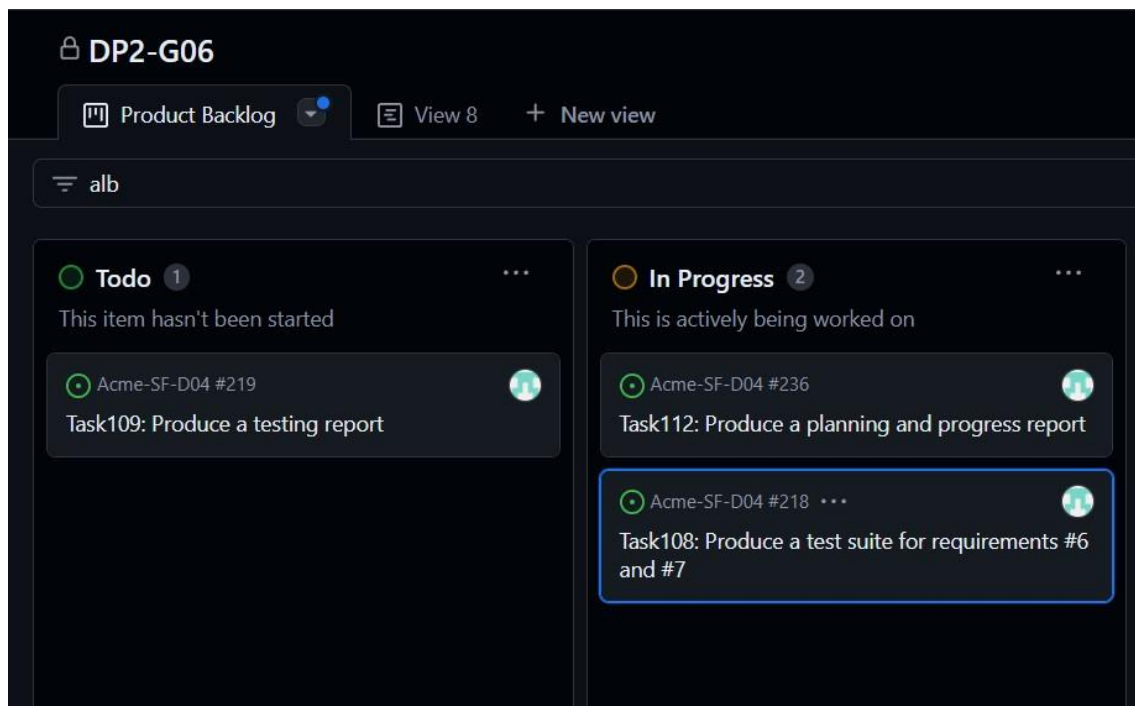 DP2-G06
Product Backlog View 8 + New view
alb
Todo 1 ...
This item hasn't been started
Acme-SF-D04 #219
Task109: Produce a testing report
In Progress 2 ...
This is actively being worked on
Acme-SF-D04 #236
Task112: Produce a planning and progress report
Acme-SF-D04 #218 ...
Task108: Produce a test suite for requirements #6
and #7